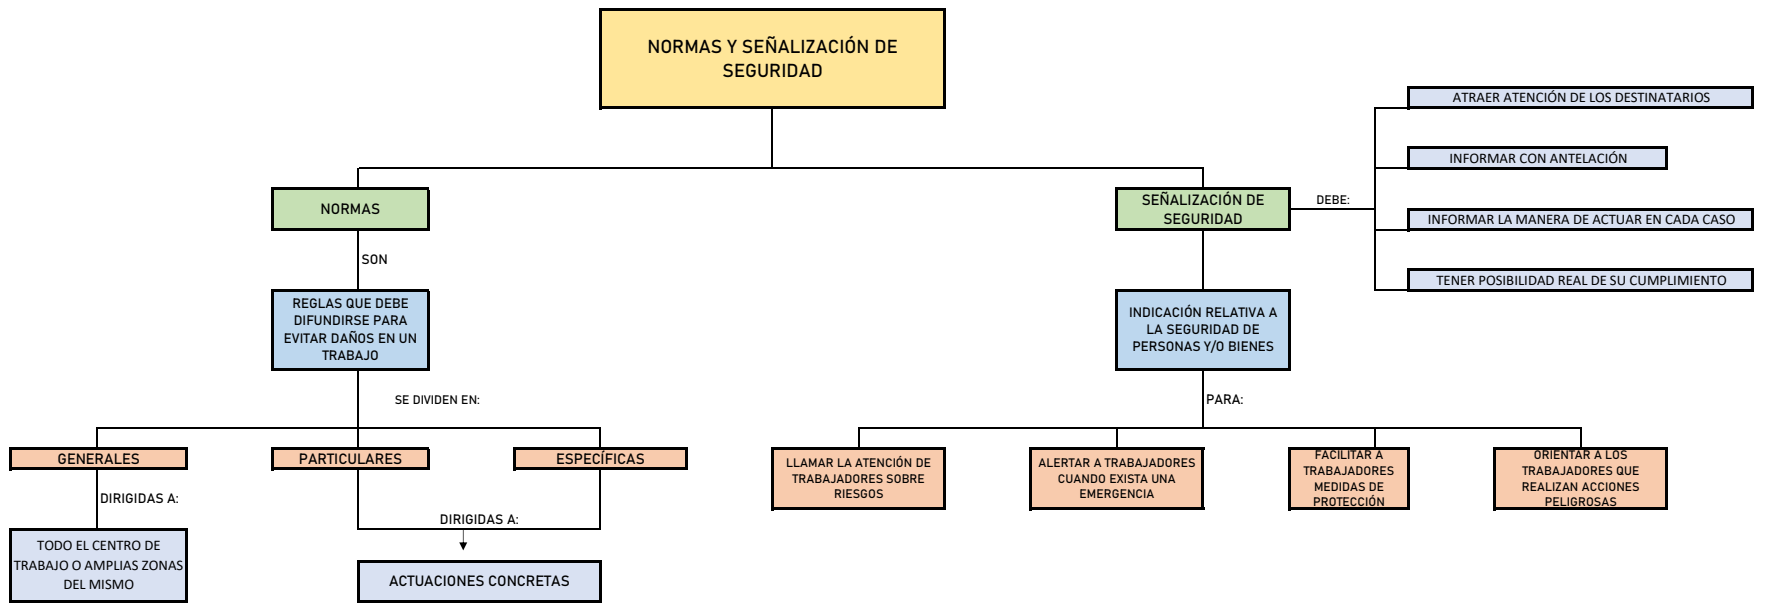 NORMAS Y SEÑALIZACIÓN DE
SEGURIDAD
ATRAER ATENCIÓN DE LOS DESTINATARIOS
INFORMAR CON ANTELACIÓN
NORMAS
SEÑALIZACIÓN DE
SEGURIDAD
DEBE:
INFORMAR LA MANERA DE ACTUAR EN CADA CASO
SON
TENER POSIBILIDAD REAL DE SU CUMPLIMIENTO
REGLAS QUE DEBE
DIFUNDIRSE PARA
EVITAR DAÑOS EN UN
TRABAJO
INDICACIÓN RELATIVA A
LA SEGURIDAD DE
PERSONAS Y/O BIENES
SE DIVIDEN EN:
PARA:
GENERALES
PARTICULARES
ESPECÍFICAS
LLAMAR LA ATENCIÓN DE
TRABAJADORES SOBRE
RIESGOS
ALERTAR A TRABAJADORES
CUANDO EXISTA UNA
EMERGENCIA
FACILITAR A
TRABAJADORES
MEDIDAS DE
PROTECCIÓN
ORIENTAR A LOS
TRABAJADORES QUE
REALIZAN ACCIONES
PELIGROSAS
DIRIGIDAS A:
DIRIGIDAS A:
TODO EL CENTRO DE
TRABAJO O AMPLIAS ZONAS
DEL MISMO
ACTUACIONES CONCRETAS